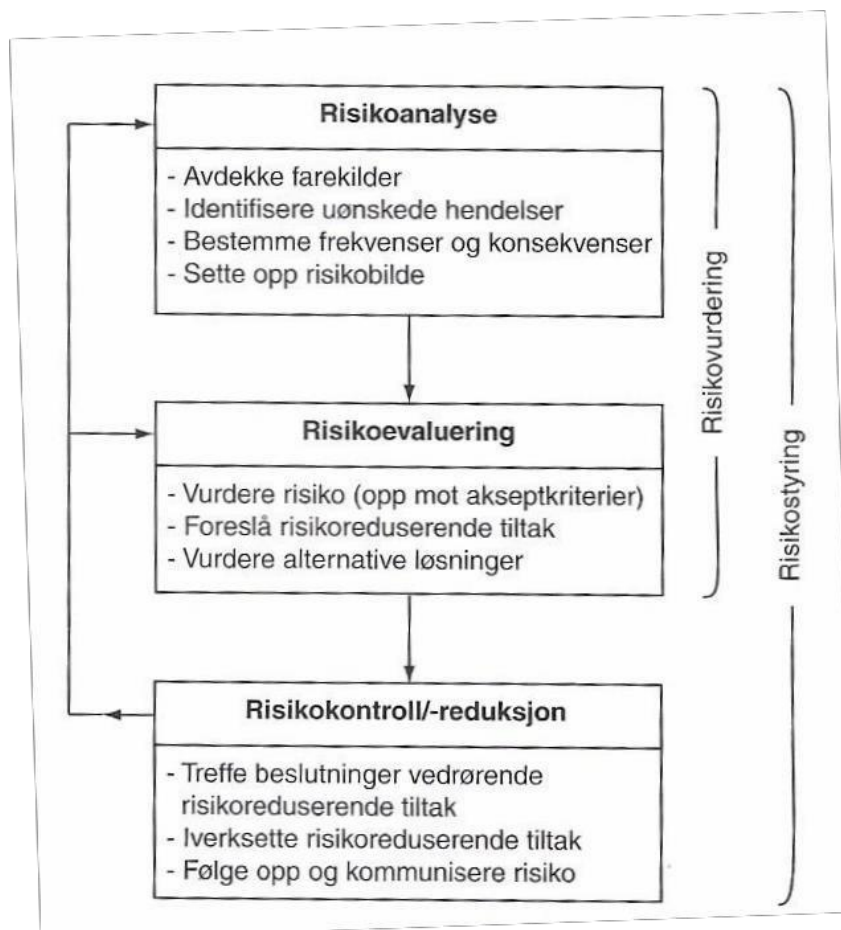 Risikoanalyse
- Avdekke farekilder
- Identifisere uønskede hendelser
- Bestemme frekvenser og konsekvenser
- Sette opp risikobilde
Risikoevaluering
- Vurdere risiko (opp mot akseptkriterier)
- Foreslå risikoreduserende tiltak
- Vurdere alternative løsninger
Risikokontroll/-reduksjon
- Treffe beslutninger vedrørende
risikoreduserende tiltak
- Iverksette risikoreduserende tiltak
- Følge opp og kommunisere risiko
Risikovurdering
Risikostyring